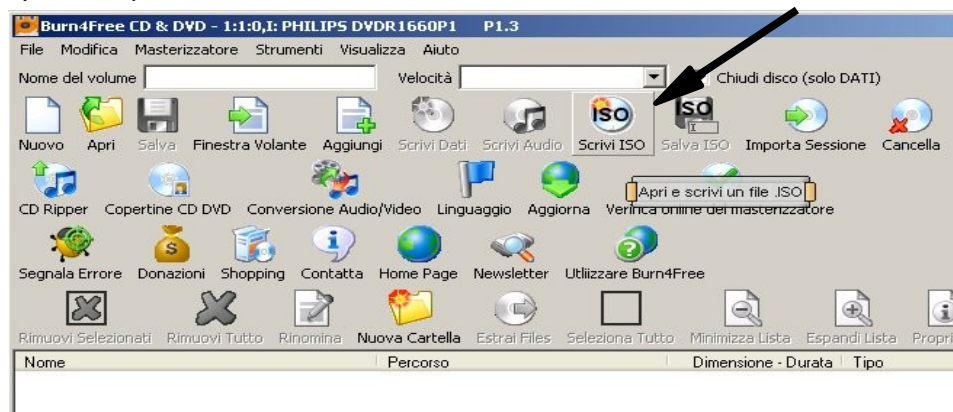 Burn4Free CD & DVD - 1:1:0,I: PHILIPS DVDR1660P1 P1.3
File Modifica Masterizzatore Strumenti Visualizza Aiuto
Nome del volume Velocità Chiudi disco (solo DATI)
ISO ISO
Nuovo Apri Salva Finestra Volante Aggiungi Scrivi Dati Scrivi Audio Scrivi ISO Salva ISO Importa Sessione Cancella
Apri e scrivi un file .ISO
CD Ripper Copertine CD DVD Conversione Audio/Video Linguaggio Aggiorna Verifica online del masterizzatore
Segnala Errore Donazioni Shopping Contatta Home Page Newsletter Utliizzare Burn4Free
Rimuovi Selezionati Rimuovi Tutto Rinomina Nuova Cartella Estrai Files Seleziona Tutto Minimizza Lista Espandi Lista Propri
Nome Percorso Dimensione - Durata Tipo